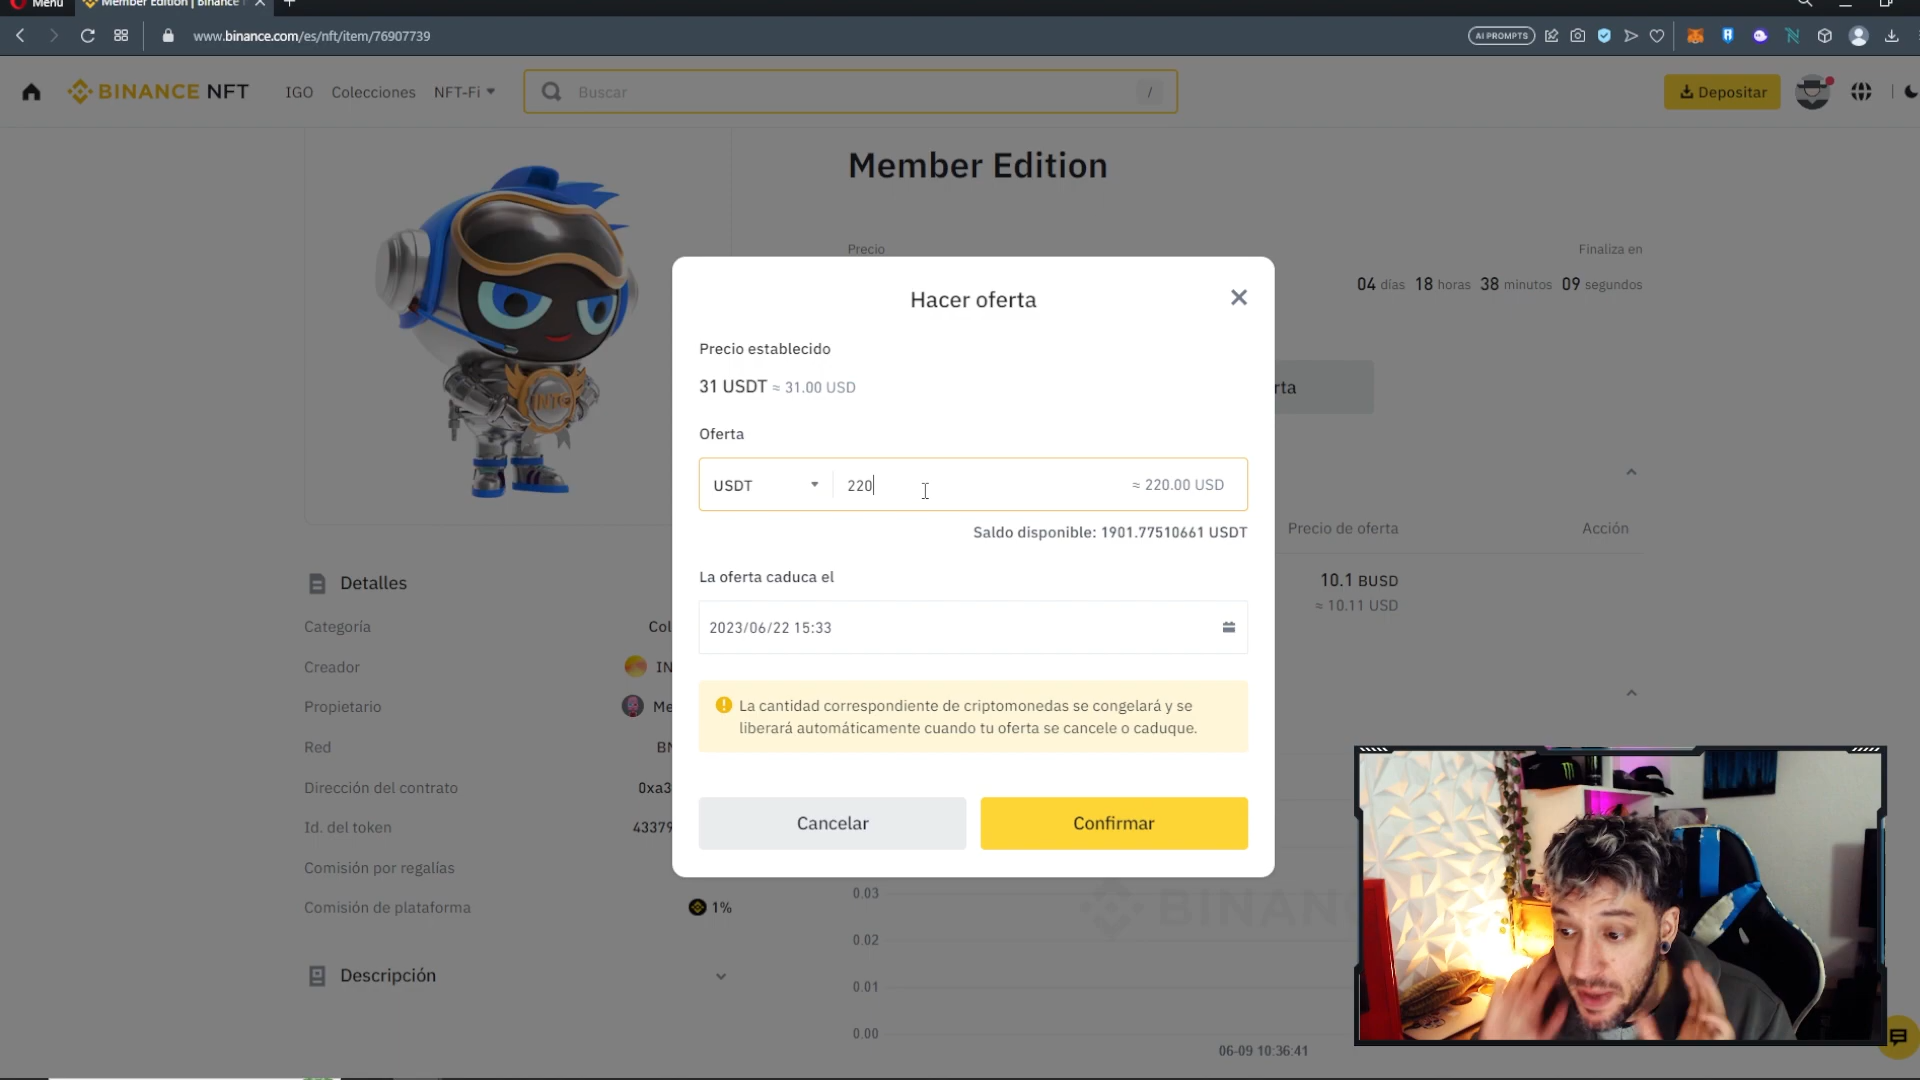 Menú
Member Edition | Binance
www.binance.com/es/nft/item/76907739
AI PROMPTS
BINANCE NFT
IGO
Colecciones
NFT-Fi
Buscar
/
Depositar
Member Edition
Precio
Finaliza en
04 días 18 horas 38 minutos 09 segundos
Hacer oferta
Precio establecido
31 USDT ≈ 31.00 USD
Oferta
USDT
220
≈ 220.00 USD
Saldo disponible: 1901.77510661 USDT
La oferta caduca el
2023/06/22 15:33
La cantidad correspondiente de criptomonedas se congelará y se
liberará automáticamente cuando tu oferta se cancele o caduque.
Cancelar
Confirmar
rta
Precio de oferta
Acción
10.1 BUSD
≈ 10.11 USD
Detalles
Categoría
Col
Creador
IN
Propietario
Me
Red
BN
Dirección del contrato
0xa3
Id. del token
43379
Comisión por regalías
Comisión de plataforma
1%
Descripción
0.03
0.02
0.01
0.00
BINANC
06-09 10:36:41